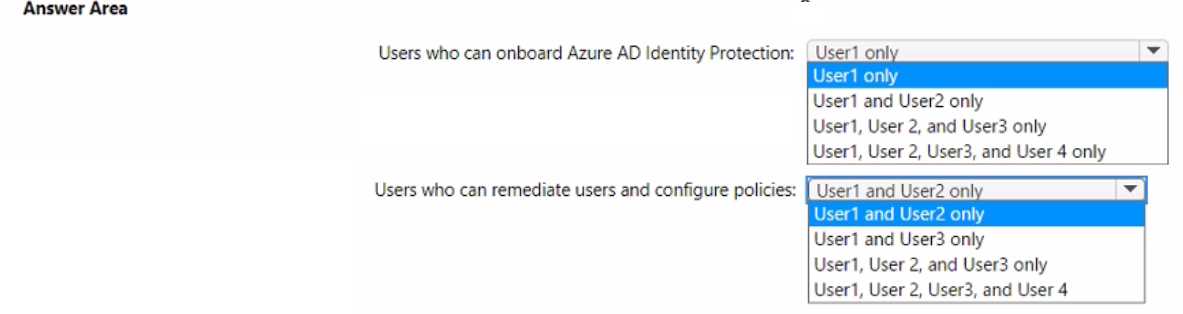 Answer Area
Users who can onboard Azure AD Identity Protection: User1 only
User1 only
User1 and User2 only
User1, User 2, and User3 only
User1, User 2, User3, and User 4 only
Users who can remediate users and configure policies: User1 and User2 only
User1 and User2 only
User1 and User3 only
User1, User 2, and User3 only
User1, User 2, User3, and User 4